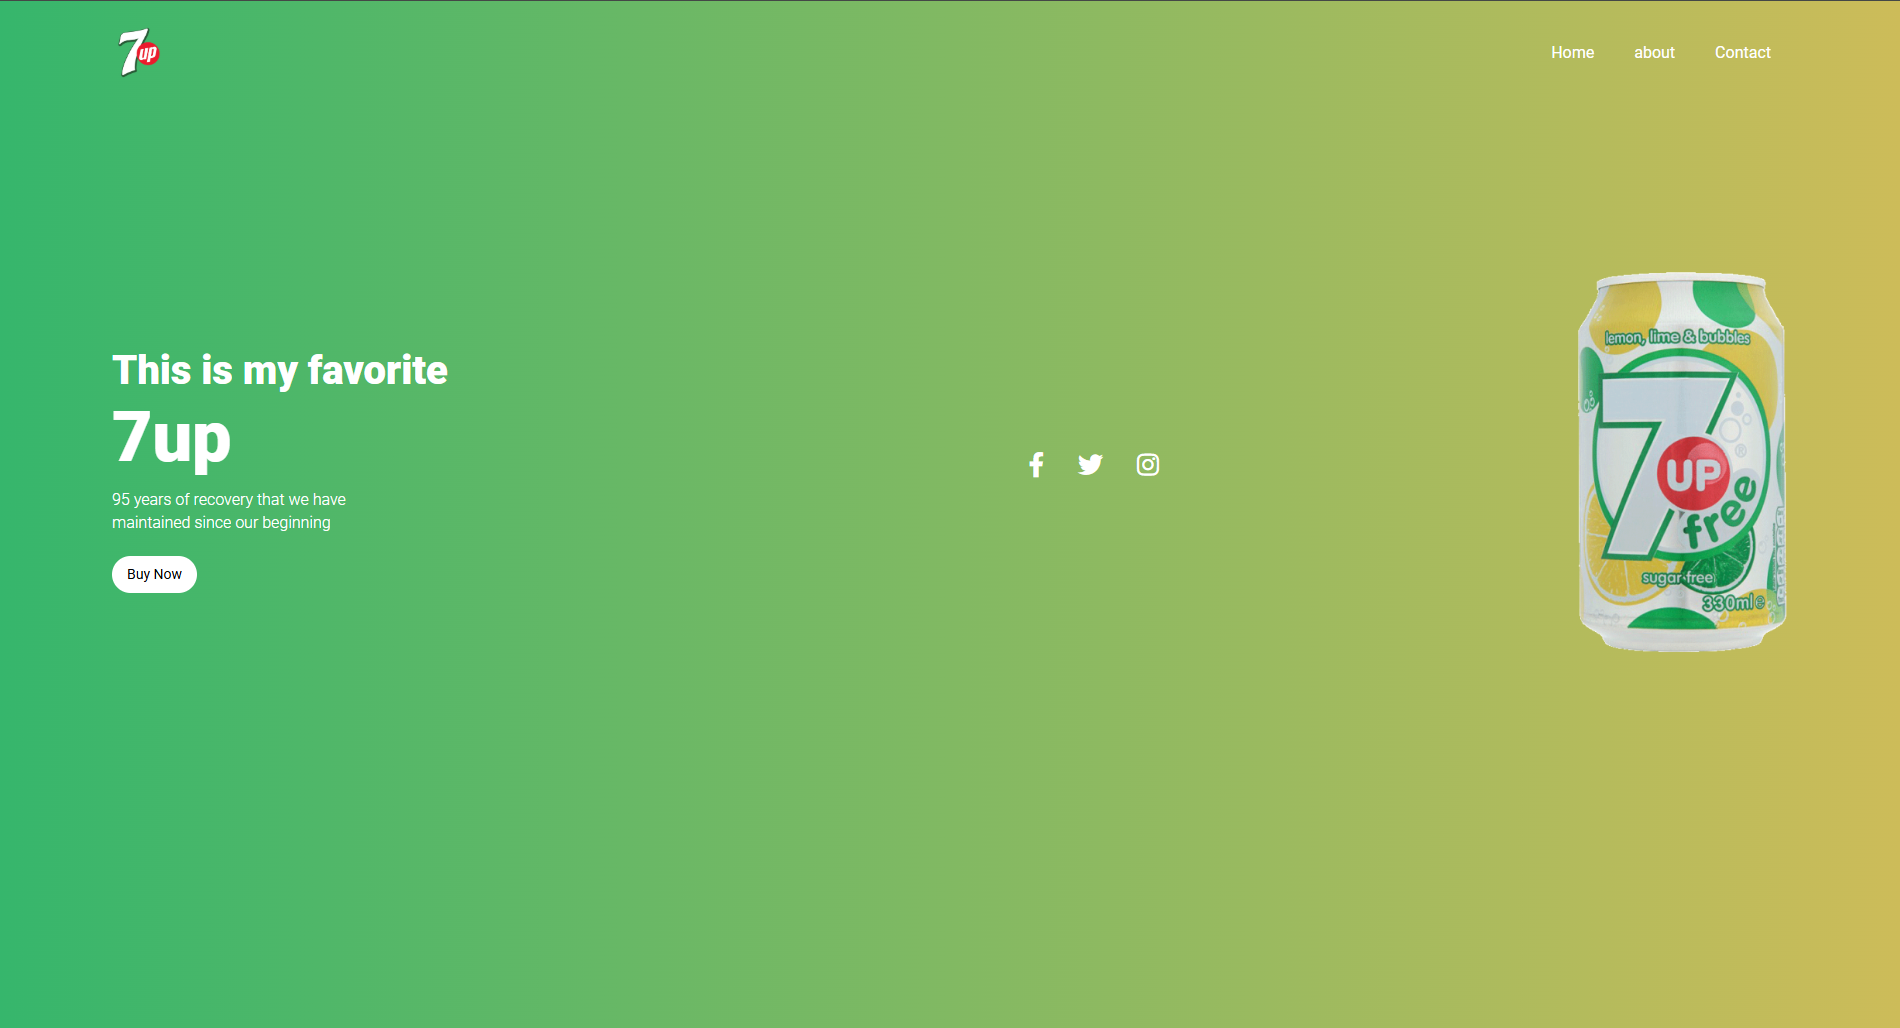 7up
Home about Contact
This is my favorite
7up
95 years of recovery that we have
maintained since our beginning
Buy Now
lemon, lime & bubbles
7
UP
free
sugar free
330ml e